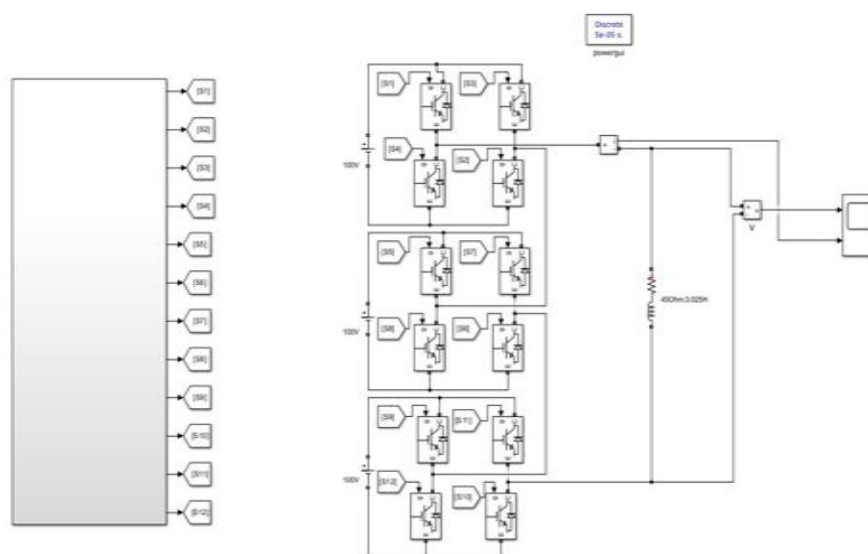 Discrete
5e-05 s.
powergui
[S1]
[S2]
[S3]
[S4]
[S5]
[S6]
[S7]
[S8]
[S9]
[S10]
[S11]
[S12]
[S1]
[S3]
[S4]
[S2]
100V
[S5]
[S7]
[S8]
[S6]
100V
[S9]
[S11]
[S12]
[S10]
100V
V
45Ohm,0.025H